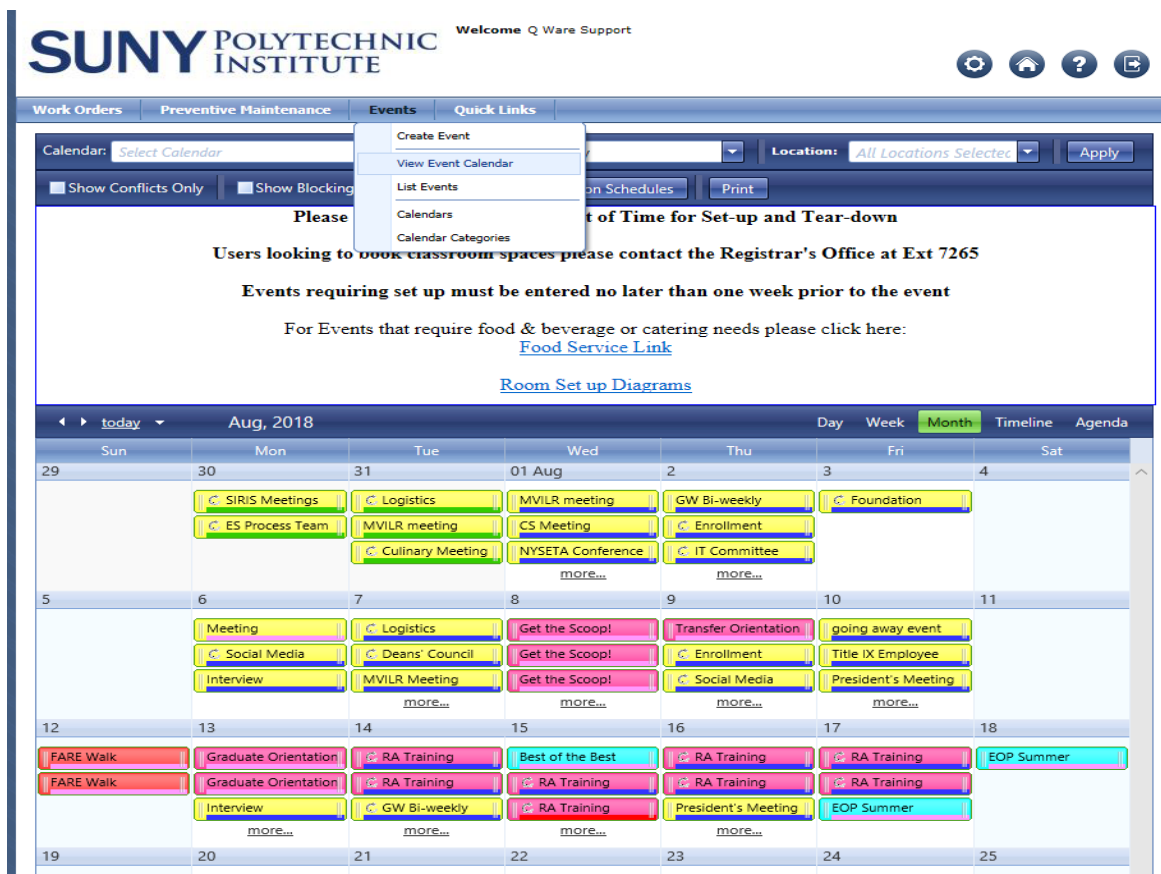 SUNY POLYTECHNIC INSTITUTE
Welcome Q Ware Support
Work Orders Preventive Maintenance Events Quick Links
Create Event
View Event Calendar
List Events
Calendars
Calendar Categories
Calendar: Select Calendar Location: All Locations Selectec Apply
Show Conflicts Only Show Blocking Schedules Print
Please of Time for Set-up and Tear-down
Users looking to book classroom spaces please contact the Registrar's Office at Ext 7265
Events requiring set up must be entered no later than one week prior to the event
For Events that require food & beverage or catering needs please click here:
Food Service Link
Room Set up Diagrams
today Aug, 2018 Day Week Month Timeline Agenda
Sun Mon Tue Wed Thu Fri Sat
29 30 31 01 Aug 2 3 4
SIRIS Meetings Logistics MVILR meeting GW Bi-weekly Foundation
ES Process Team MVILR meeting CS Meeting Enrollment
Culinary Meeting NYSETA Conference IT Committee
more... more...
5 6 7 8 9 10 11
Meeting Logistics Get the Scoop! Transfer Orientation going away event
Social Media Deans' Council Get the Scoop! Enrollment Title IX Employee
Interview MVILR Meeting Get the Scoop! Social Media President's Meeting
more... more... more... more...
12 13 14 15 16 17 18
FARE Walk Graduate Orientation RA Training Best of the Best RA Training RA Training EOP Summer
FARE Walk Graduate Orientation RA Training RA Training RA Training RA Training
Interview GW Bi-weekly RA Training President's Meeting EOP Summer
more... more... more... more...
19 20 21 22 23 24 25